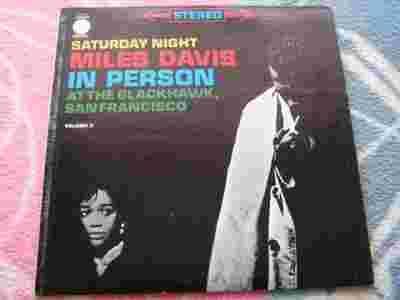 STEREO
SATURDAY NIGHT
MILES DAVIS
IN PERSON
AT THE BLACKHAWK,
SAN FRANCISCO